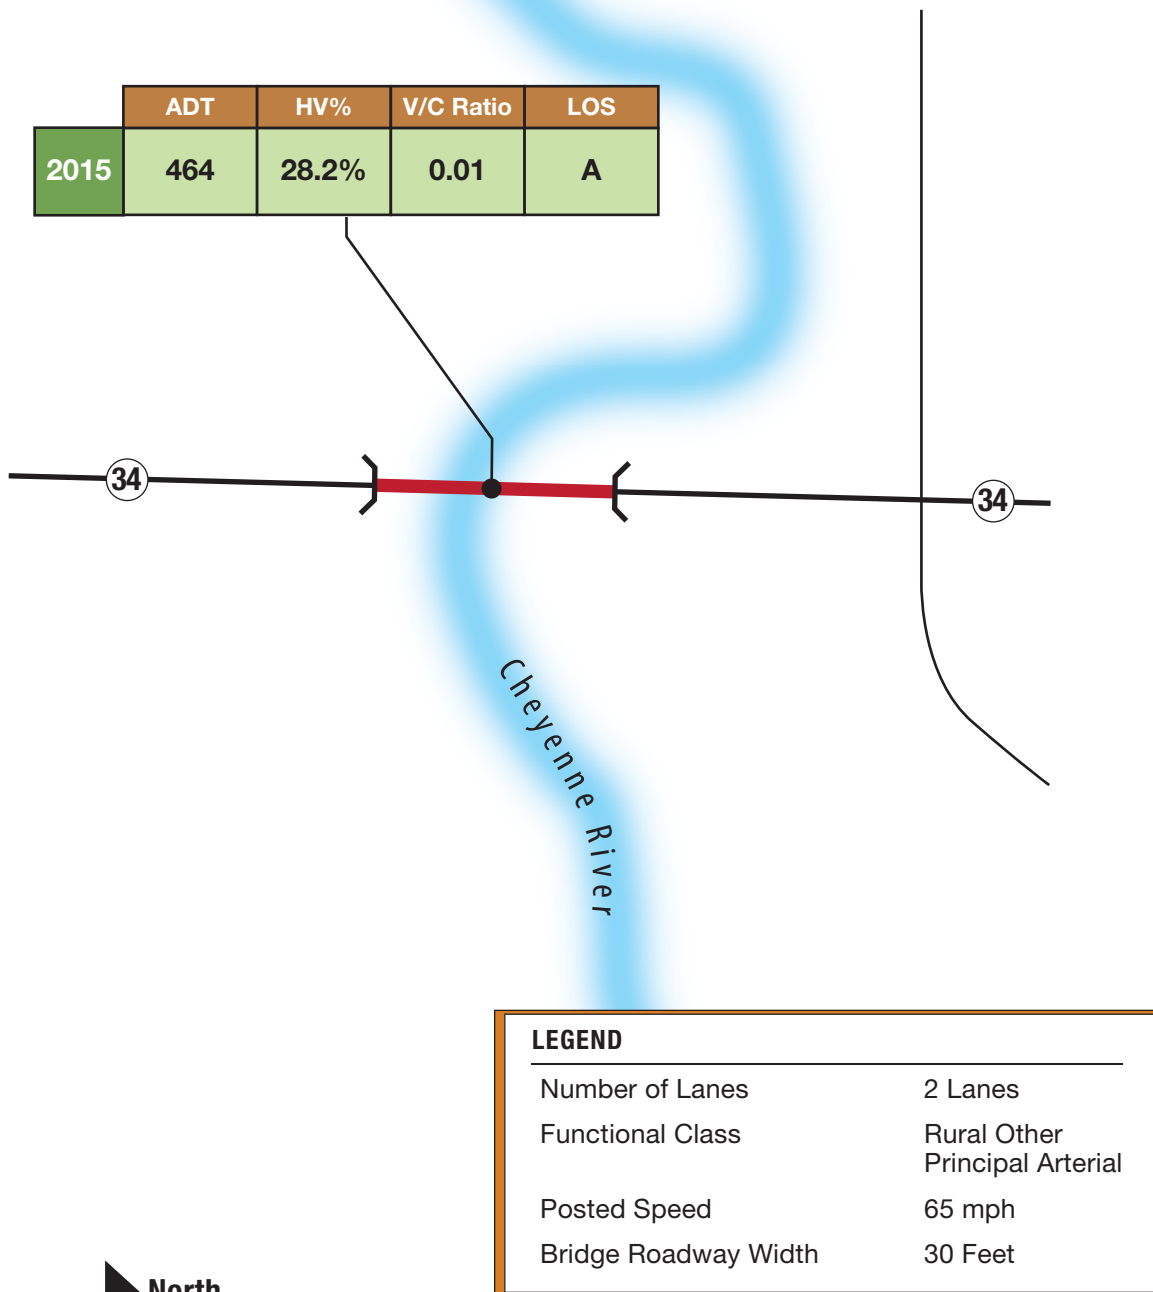 ADT HV% V/C Ratio LOS
2015 464 28.2% 0.01 A
34
34
Cheyenne River
LEGEND
Number of Lanes 2 Lanes
Functional Class Rural Other
Principal Arterial
Posted Speed 65 mph
Bridge Roadway Width 30 Feet
North